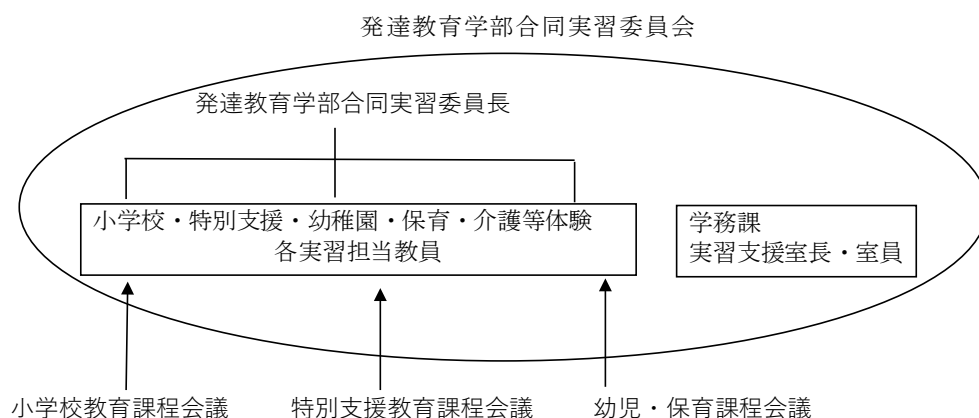 発達教育学部合同実習委員会
発達教育学部合同実習委員長
小学校・特別支援・幼稚園・保育・介護等体験
各実習担当教員
学務課
実習支援室長・室員
小学校教育課程会議
特別支援教育課程会議
幼児・保育課程会議